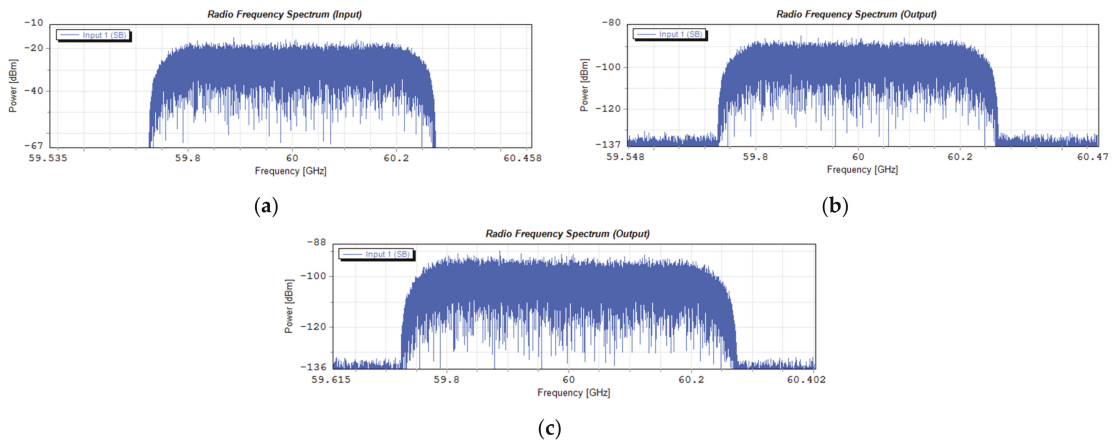 Radio Frequency Spectrum (Input)
Power [dBm]
Input 1 (SB)
-10
-20
-40
-67
59.535
59.8
60
60.2
60.458
Frequency [GHz]
(a)
Radio Frequency Spectrum (Output)
Power [dBm]
Input 1 (SB)
-80
-100
-120
-137
59.548
59.8
60
60.2
60.47
Frequency [GHz]
(b)
Radio Frequency Spectrum (Output)
Power [dBm]
Input 1 (SB)
-88
-100
-120
-136
59.615
59.8
60
60.2
60.402
Frequency [GHz]
(c)